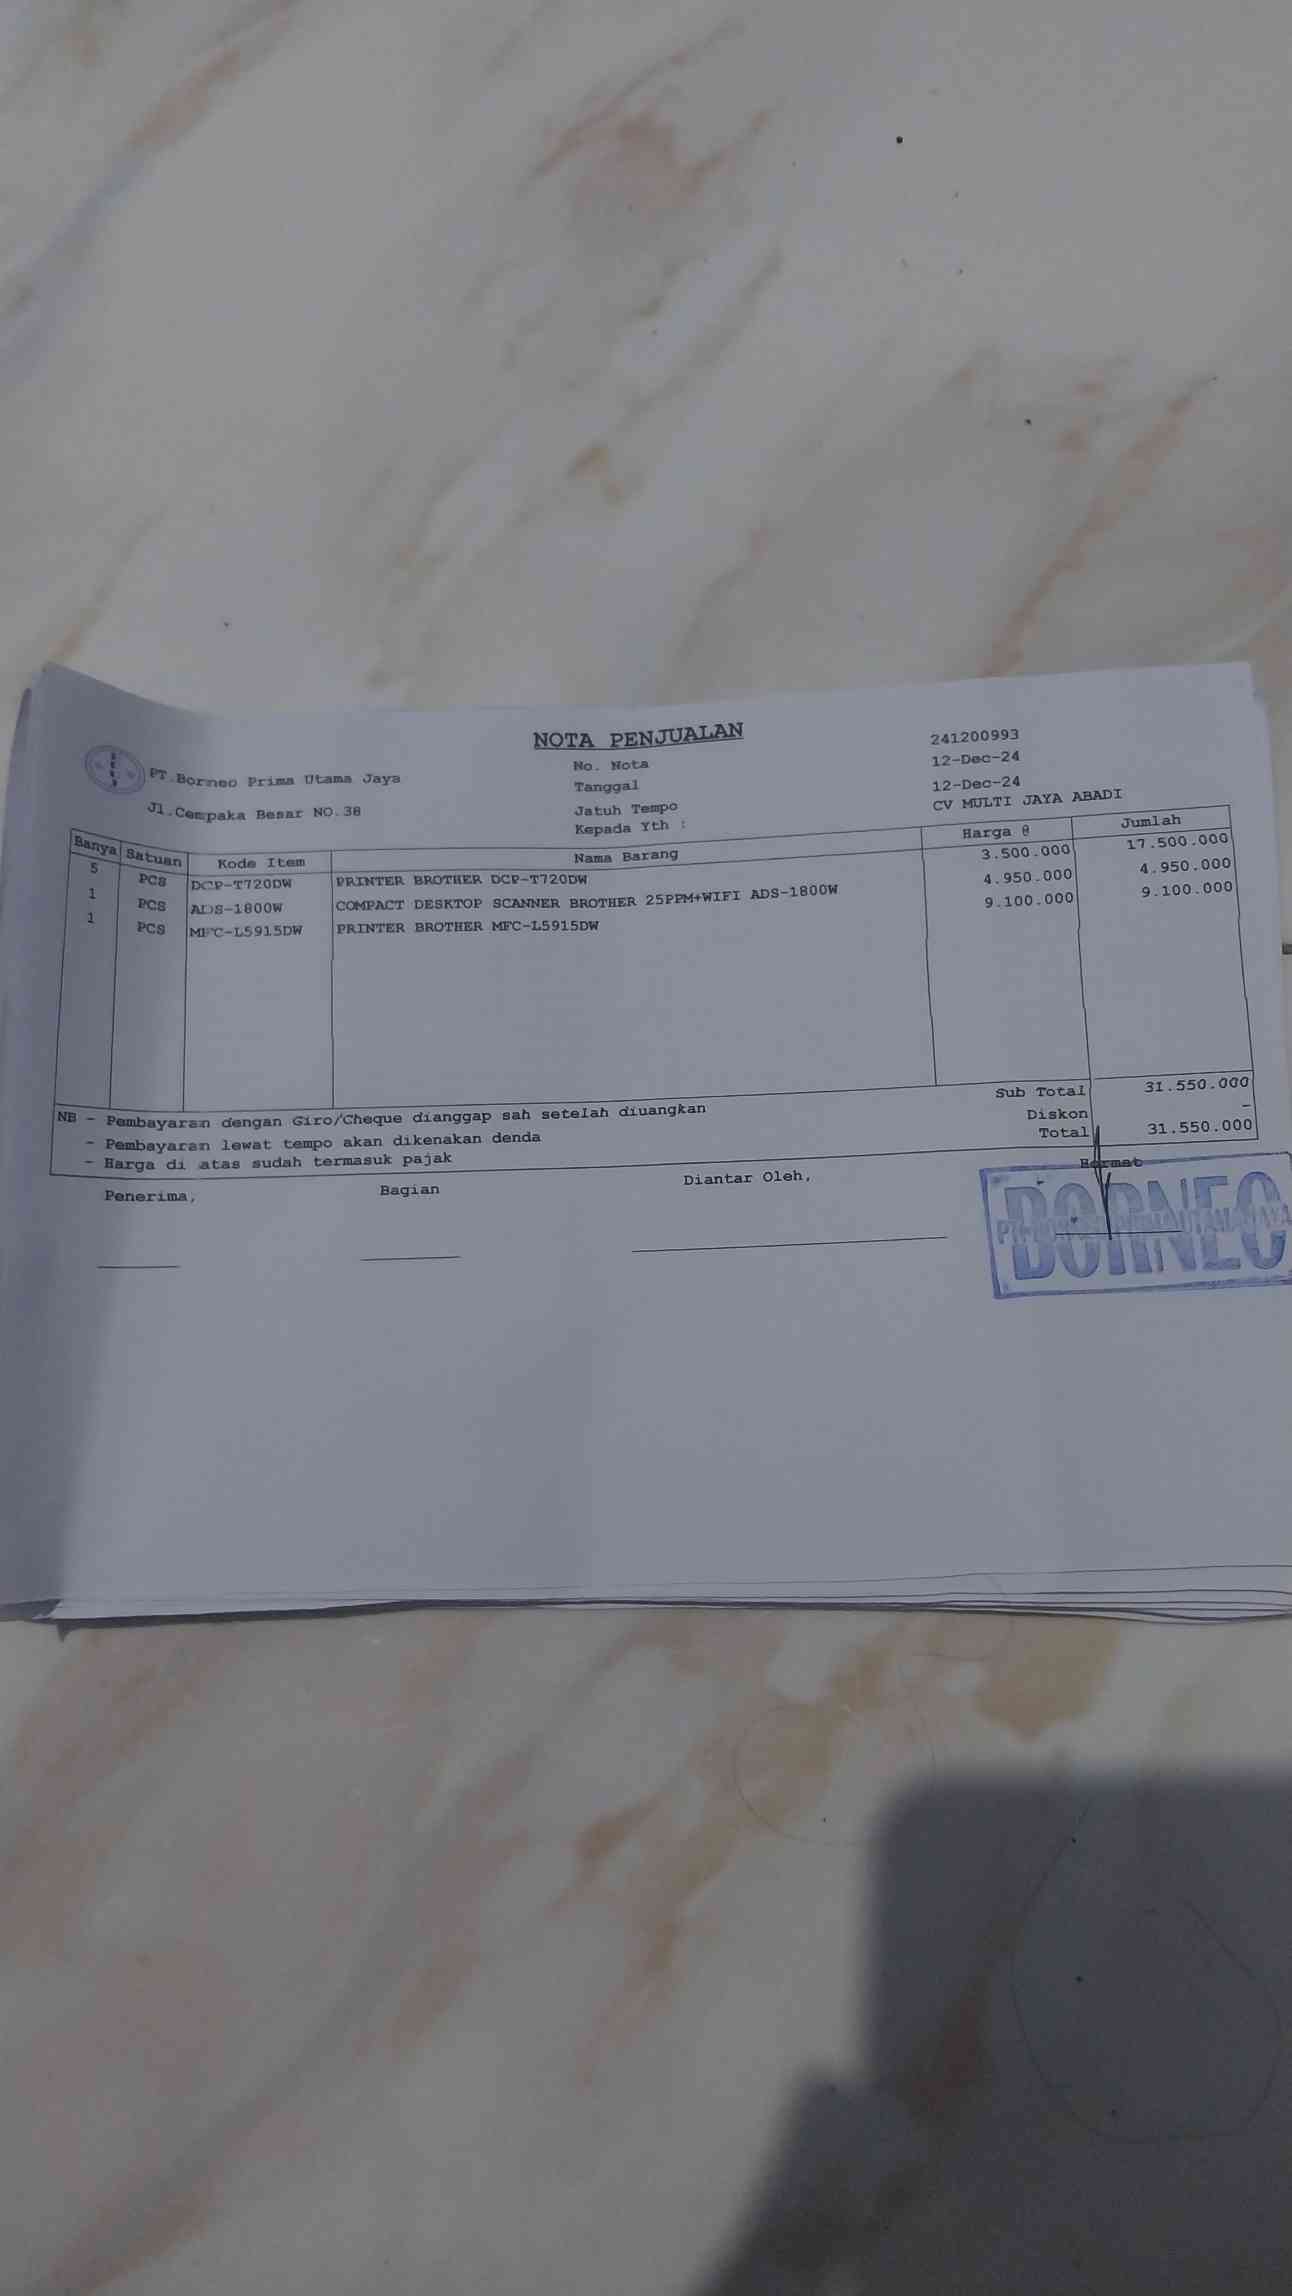 NOTA PENJUALAN
PT.Borneo Prima Utama Jaya
Jl.Cempaka Besar NO.38
No. Nota 241200993
Tanggal 12-Dec-24
Jatuh Tempo 12-Dec-24
Kepada Yth : CV MULTI JAYA ABADI
Banya Satuan Kode Item Nama Barang Harga @ Jumlah
5 PCS DCP-T720DW PRINTER BROTHER DCP-T720DW 3.500.000 17.500.000
1 PCS ADS-1800W COMPACT DESKTOP SCANNER BROTHER 25PPM+WIFI ADS-1800W 4.950.000 4.950.000
1 PCS MFC-L5915DW PRINTER BROTHER MFC-L5915DW 9.100.000 9.100.000
Sub Total 31.550.000
Diskon -
Total 31.550.000
NB - Pembayaran dengan Giro/Cheque dianggap sah setelah diuangkan
- Pembayaran lewat tempo akan dikenakan denda
- Harga di atas sudah termasuk pajak
Penerima, Bagian Diantar Oleh, Hormat
BORNEO